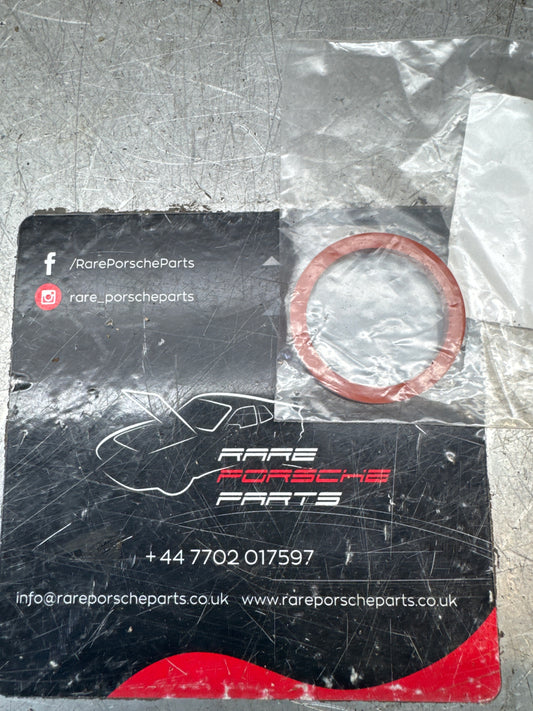 f /RarePorscheParts
rare_porscheparts
RARE
PORSCHE
PARTS
+44 7702 017597
info@rareporscheparts.co.uk www.rareporscheparts.co.uk